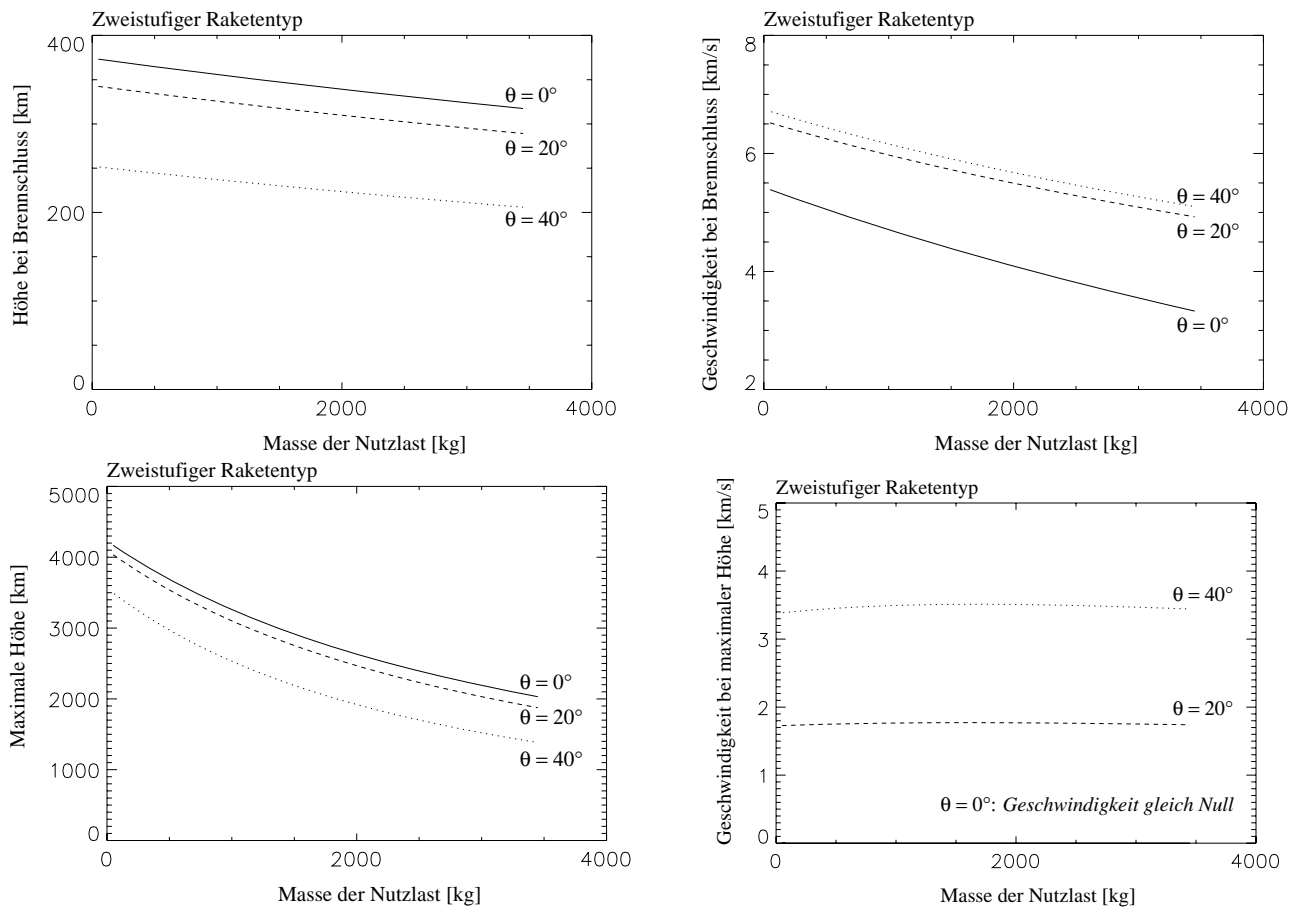 Zweistufiger Raketentyp
400
200
0
0
2000
4000
Höhe bei Brennschluss [km]
Masse der Nutzlast [kg]
θ = 0°
θ = 20°
θ = 40°
Zweistufiger Raketentyp
8
6
4
2
0
2000
4000
Geschwindigkeit bei Brennschluss [km/s]
Masse der Nutzlast [kg]
θ = 40°
θ = 20°
θ = 0°
Zweistufiger Raketentyp
5000
4000
3000
2000
1000
0
0
2000
4000
Maximale Höhe [km]
Masse der Nutzlast [kg]
θ = 0°
θ = 20°
θ = 40°
Zweistufiger Raketentyp
5
4
3
2
1
0
0
2000
4000
Geschwindigkeit bei maximaler Höhe [km/s]
Masse der Nutzlast [kg]
θ = 40°
θ = 20°
θ = 0°: Geschwindigkeit gleich Null